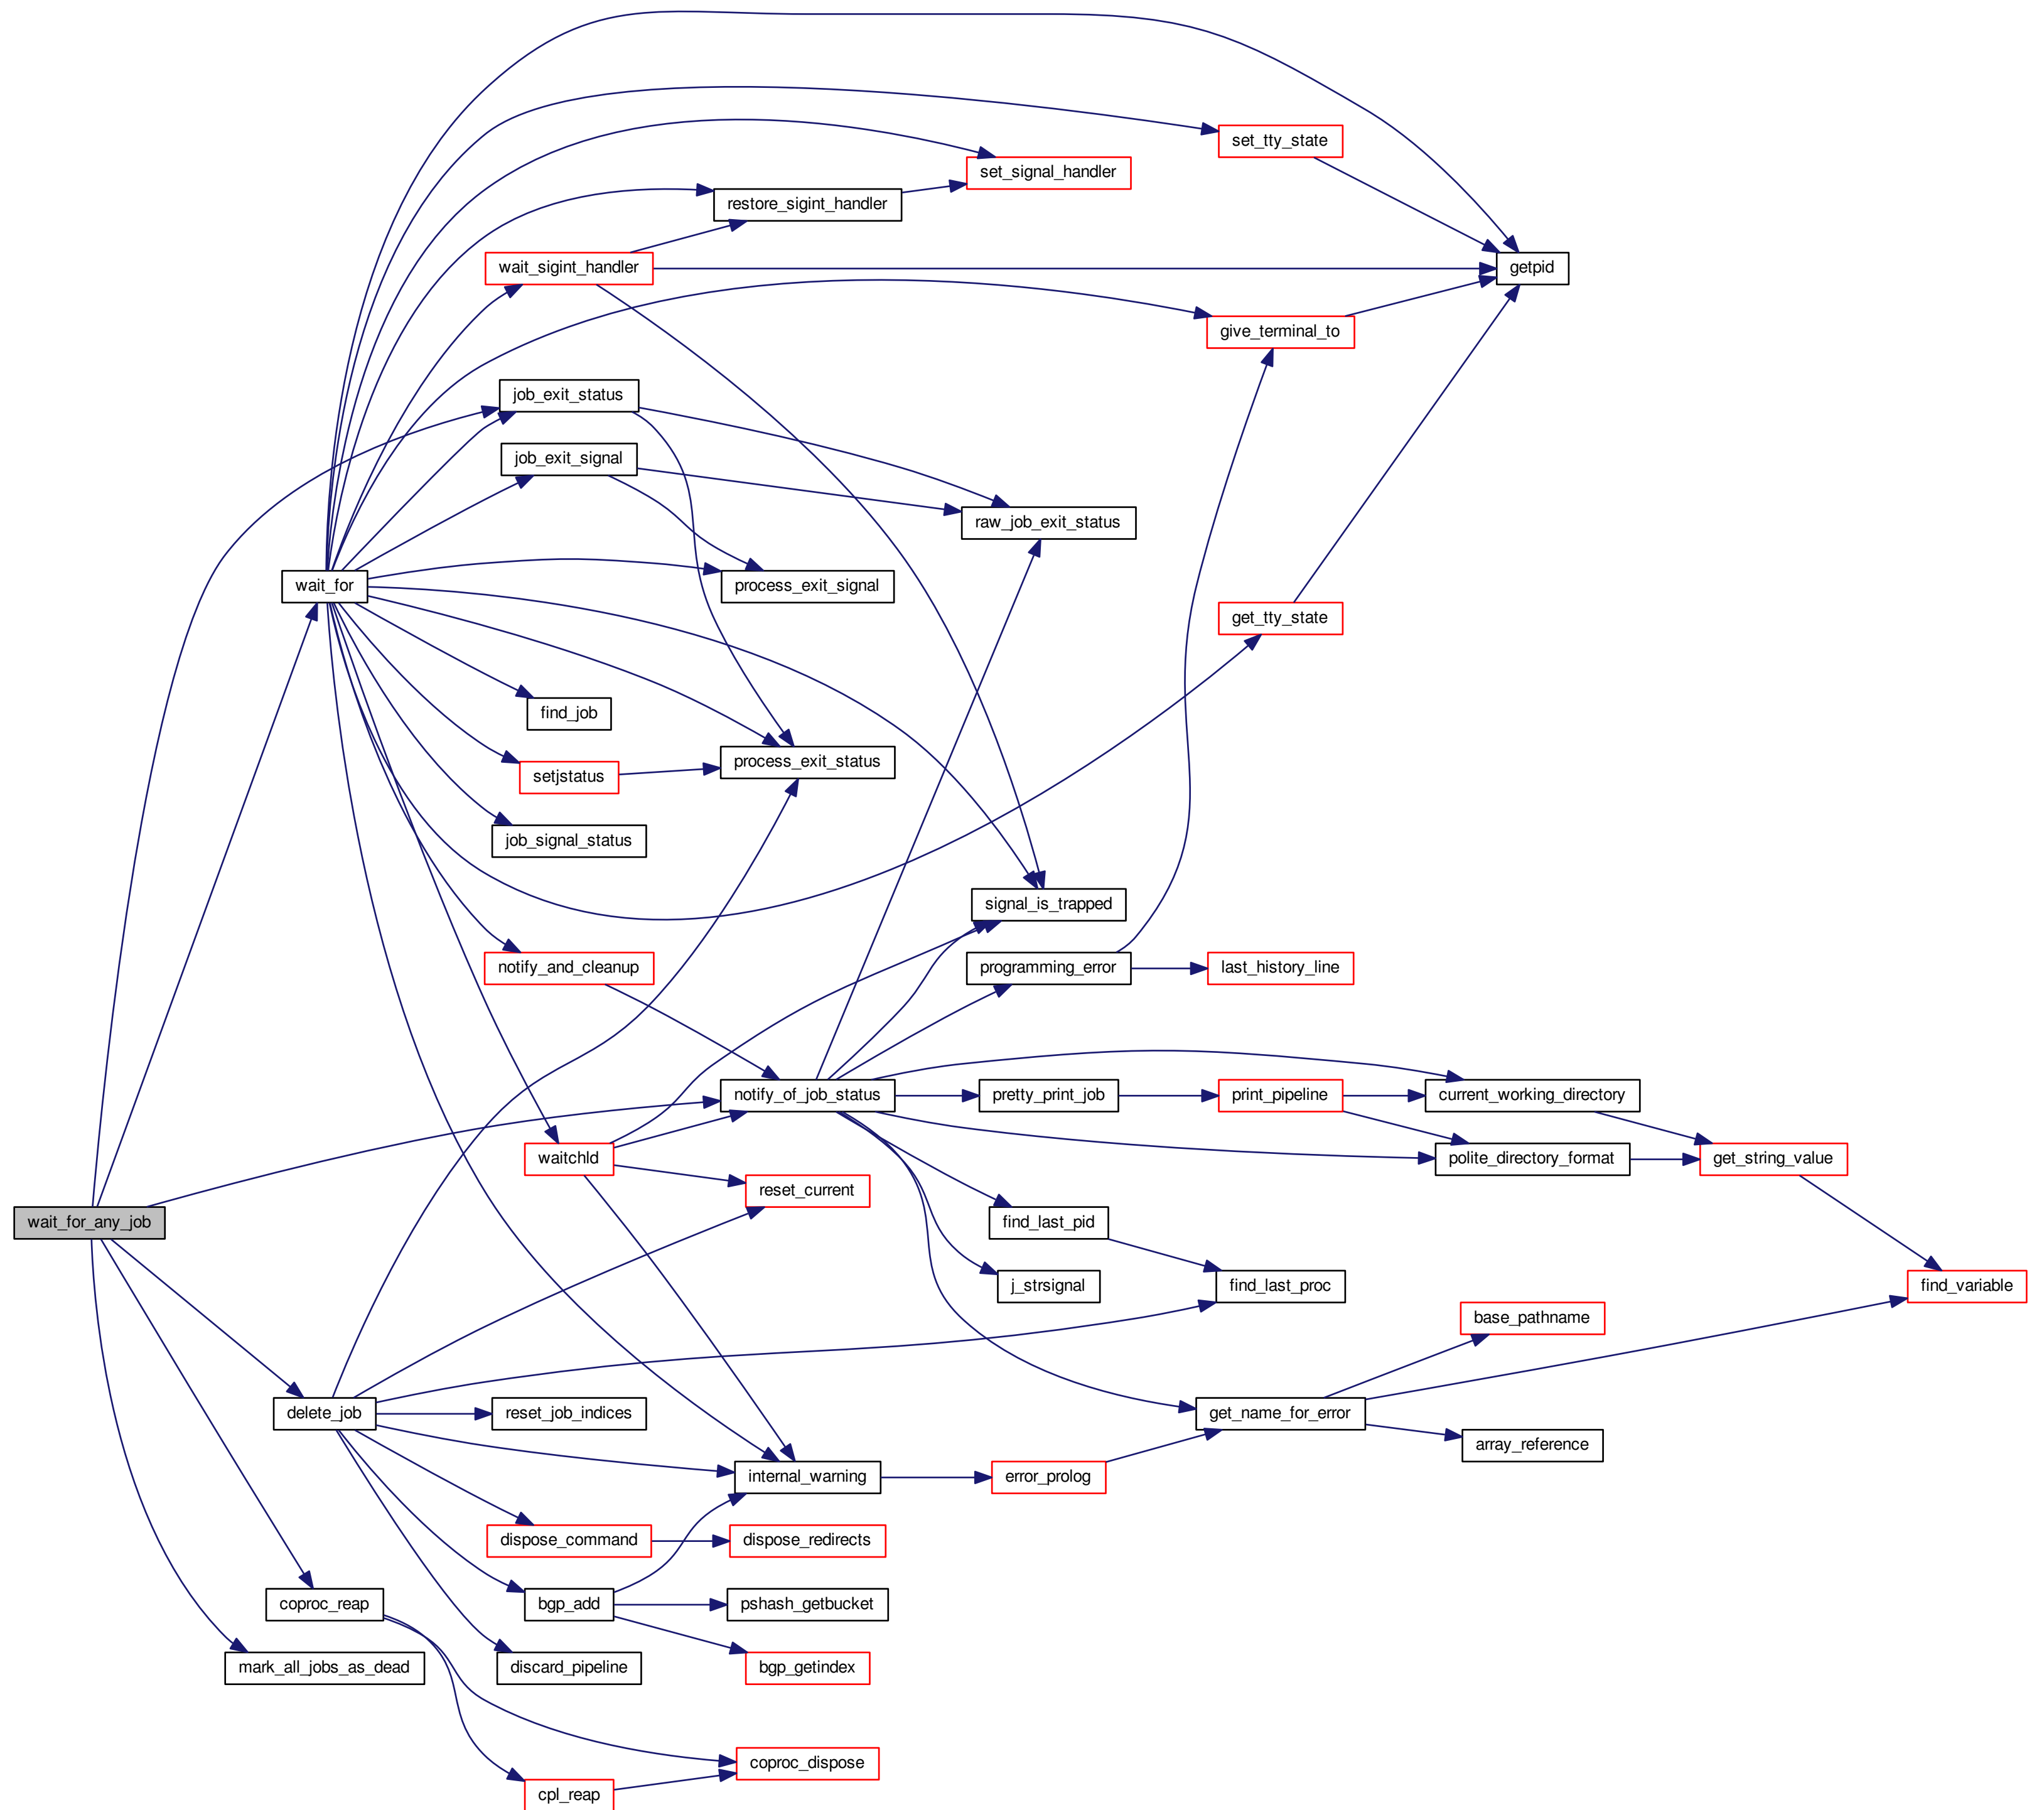 set_tty_state
set_signal_handler
restore_sigint_handler
wait_sigint_handler
getpid
give_terminal_to
job_exit_status
job_exit_signal
raw_job_exit_status
wait_for
process_exit_signal
get_tty_state
find_job
process_exit_status
setjstatus
job_signal_status
signal_is_trapped
notify_and_cleanup
programming_error
last_history_line
notify_of_job_status
pretty_print_job
print_pipeline
current_working_directory
waitchld
polite_directory_format
get_string_value
reset_current
wait_for_any_job
find_last_pid
j_strsignal
find_last_proc
find_variable
base_pathname
delete_job
reset_job_indices
get_name_for_error
array_reference
internal_warning
error_prolog
dispose_command
dispose_redirects
coproc_reap
bgp_add
pshash_getbucket
mark_all_jobs_as_dead
discard_pipeline
bgp_getindex
coproc_dispose
cpl_reap